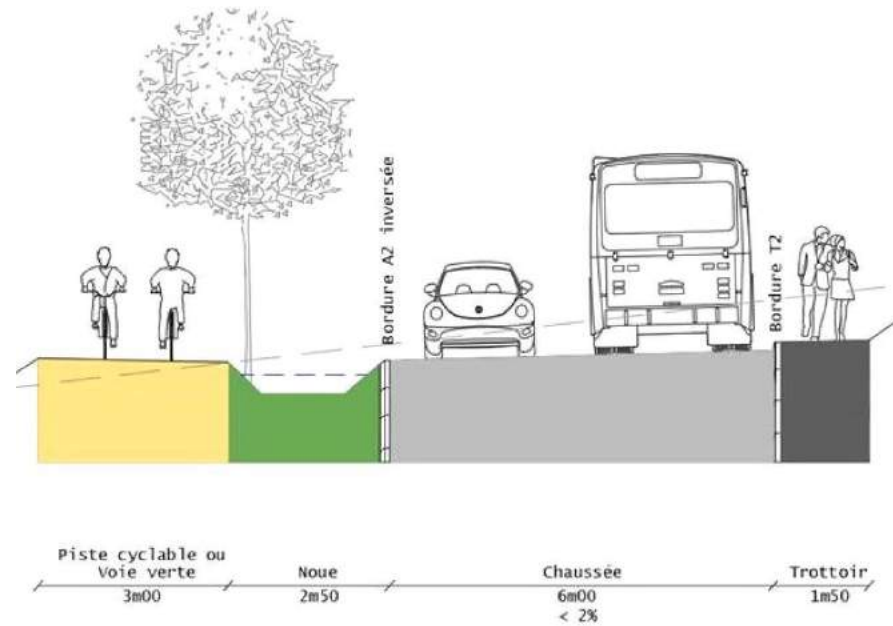 Bordure A2 inversée
Bordure T2
Piste cyclable ou
Voie verte
3m00
Noue
2m50
Chaussée
6m00
< 2%
Trottoir
1m50